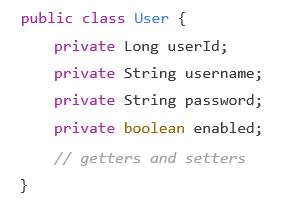 public class User {
    private Long userId;
    private String username;
    private String password;
    private boolean enabled;
    // getters and setters
}